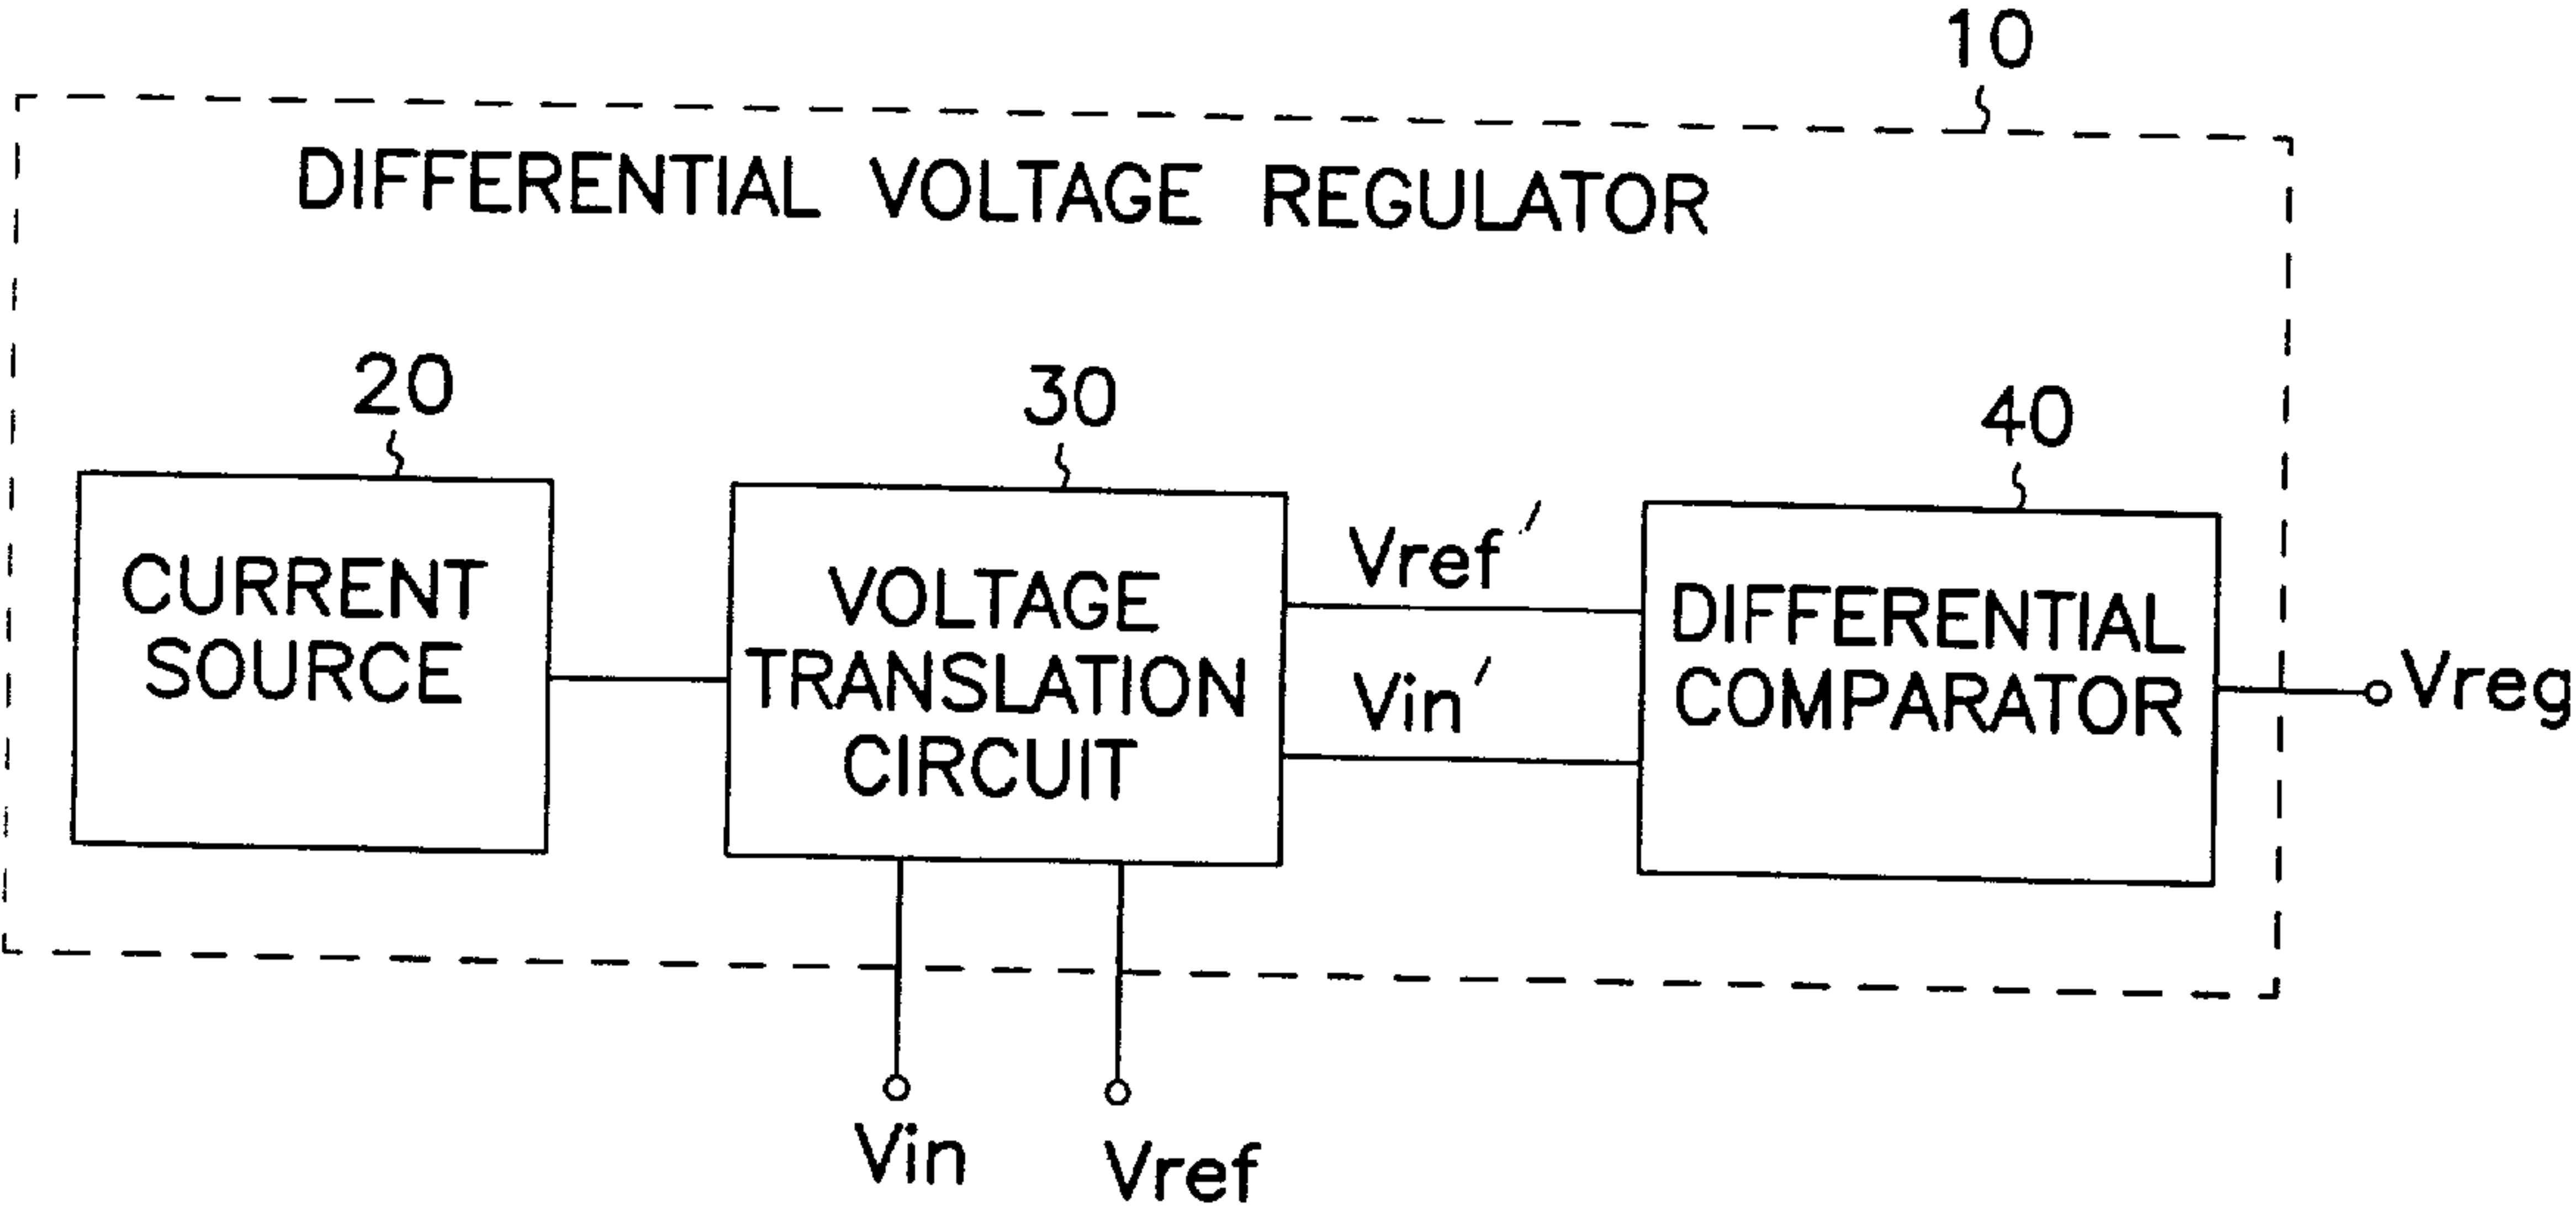 10
DIFFERENTIAL VOLTAGE REGULATOR
20
30
40
CURRENT
SOURCE
VOLTAGE
TRANSLATION
CIRCUIT
Vref'
Vin'
DIFFERENTIAL
COMPARATOR
Vreg
Vin
Vref